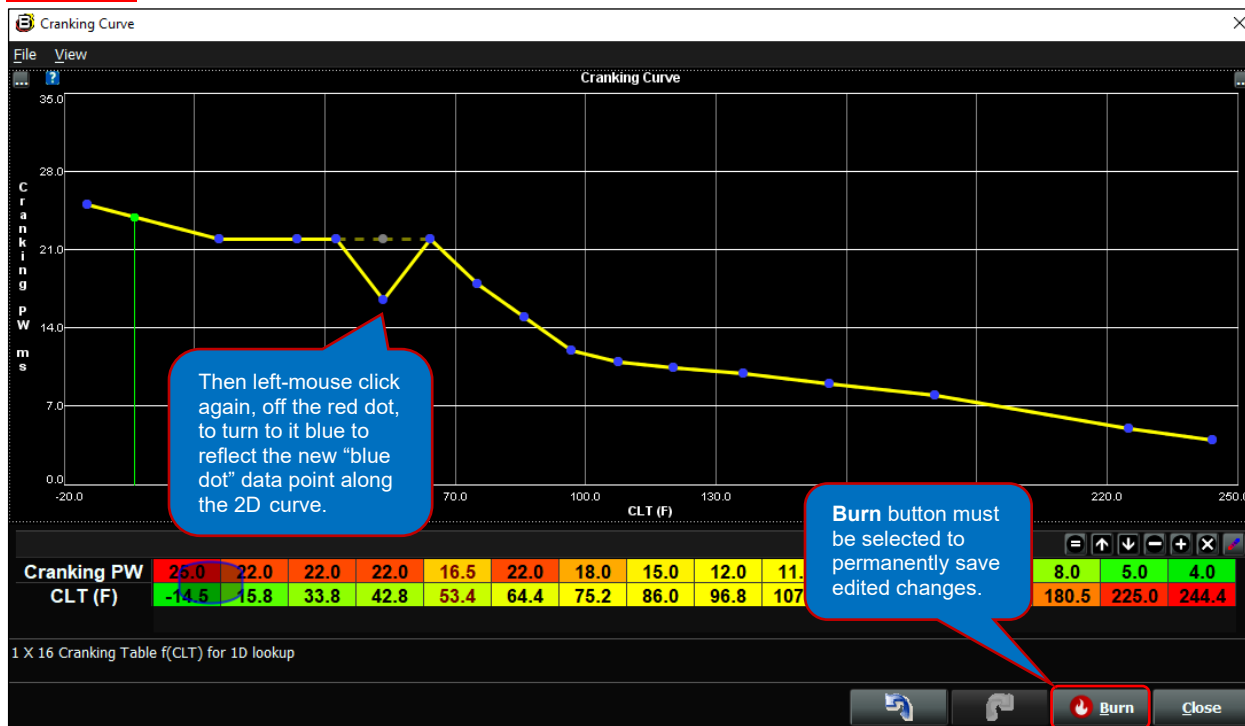 Cranking Curve
File View
... ? Cranking Curve ...
35.0
28.0
21.0
14.0
7.0
0.0
Cranking PW ms
-20.0 70.0 100.0 130.0 220.0 250.0
CLT (F)
Then left-mouse click
again, off the red dot,
to turn to it blue to
reflect the new “blue
dot” data point along
the 2D curve.
Burn button must
be selected to
permanently save
edited changes.
Cranking PW 25.0 22.0 22.0 22.0 16.5 22.0 18.0 15.0 12.0 11. 8.0 5.0 4.0
CLT (F) -14.5 15.8 33.8 42.8 53.4 64.4 75.2 86.0 96.8 107 180.5 225.0 244.4
1 X 16 Cranking Table f(CLT) for 1D lookup
Burn Close